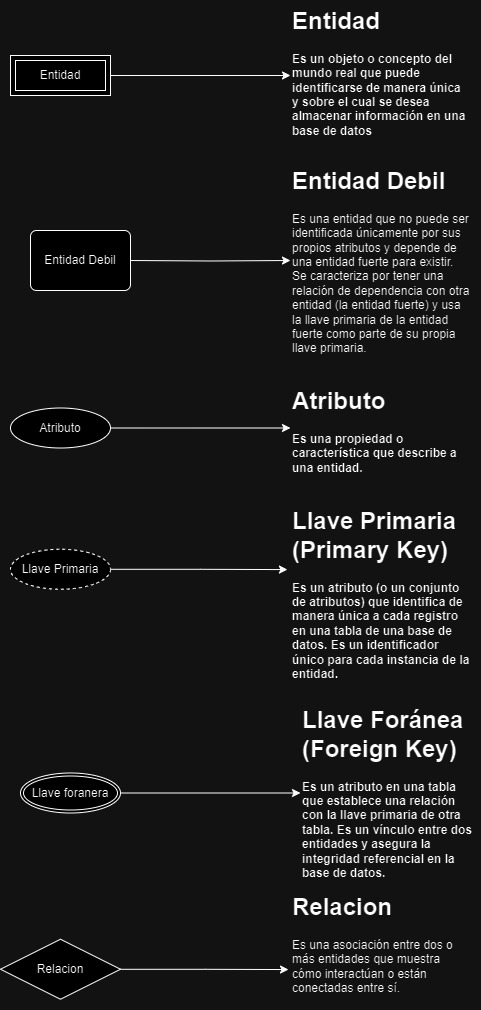 Entidad
Entidad
Es un objeto o concepto del
mundo real que puede
identificarse de manera única
y sobre el cual se desea
almacenar información en una
base de datos
Entidad Debil
Entidad Debil
Es una entidad que no puede ser
identificada únicamente por sus
propios atributos y depende de
una entidad fuerte para existir.
Se caracteriza por tener una
relación de dependencia con otra
entidad (la entidad fuerte) y usa
la llave primaria de la entidad
fuerte como parte de su propia
llave primaria.
Atributo
Atributo
Es una propiedad o
característica que describe a
una entidad.
Llave Primaria
Llave Primaria
(Primary Key)
Es un atributo (o un conjunto
de atributos) que identifica de
manera única a cada registro
en una tabla de una base de
datos. Es un identificador
único para cada instancia de la
entidad.
Llave foranera
Llave Foránea
(Foreign Key)
Es un atributo en una tabla
que establece una relación
con la llave primaria de otra
tabla. Es un vínculo entre dos
entidades y asegura la
integridad referencial en la
base de datos.
Relacion
Relacion
Es una asociación entre dos o
más entidades que muestra
cómo interactúan o están
conectadas entre sí.